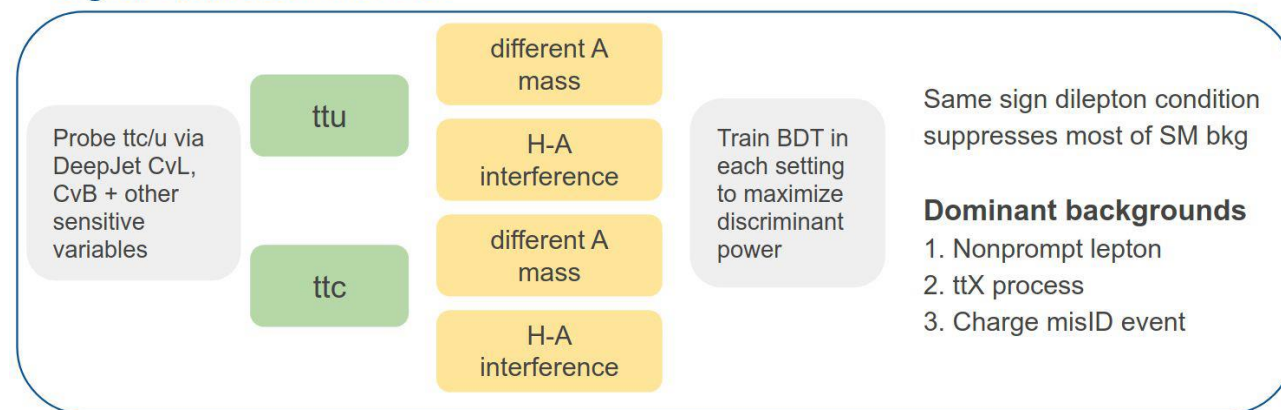 Probe ttc/u via
DeepJet CvL,
CvB + other
sensitive
variables
ttu
ttc
different A
mass
H-A
interference
different A
mass
H-A
interference
Train BDT in
each setting
to maximize
discriminant
power
Same sign dilepton condition
suppresses most of SM bkg
Dominant backgrounds
1. Nonprompt lepton
2. ttX process
3. Charge misID event